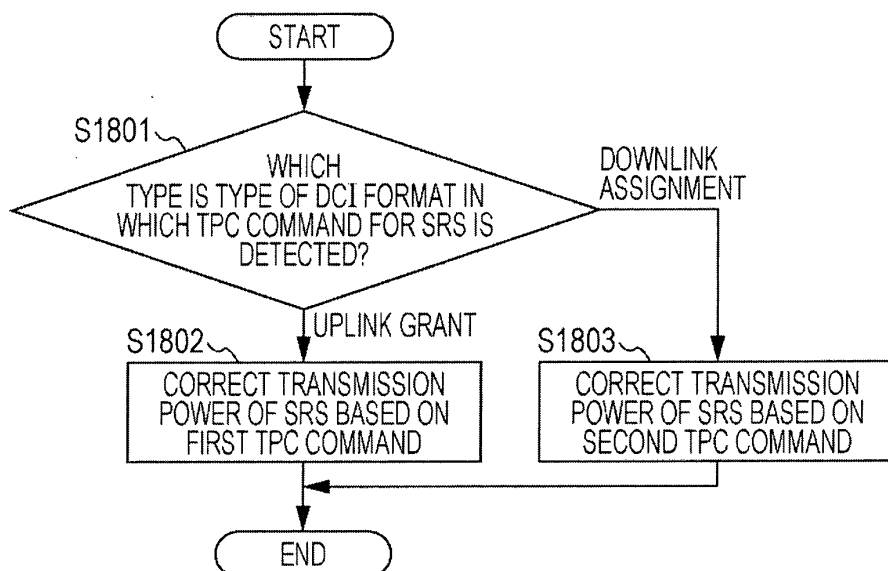 START
S1801
WHICH
TYPE IS TYPE OF DCI FORMAT IN
WHICH TPC COMMAND FOR SRS IS
DETECTED?
DOWNLINK
ASSIGNMENT
UPLINK GRANT
S1802
CORRECT TRANSMISSION
POWER OF SRS BASED ON
FIRST TPC COMMAND
S1803
CORRECT TRANSMISSION
POWER OF SRS BASED ON
SECOND TPC COMMAND
END